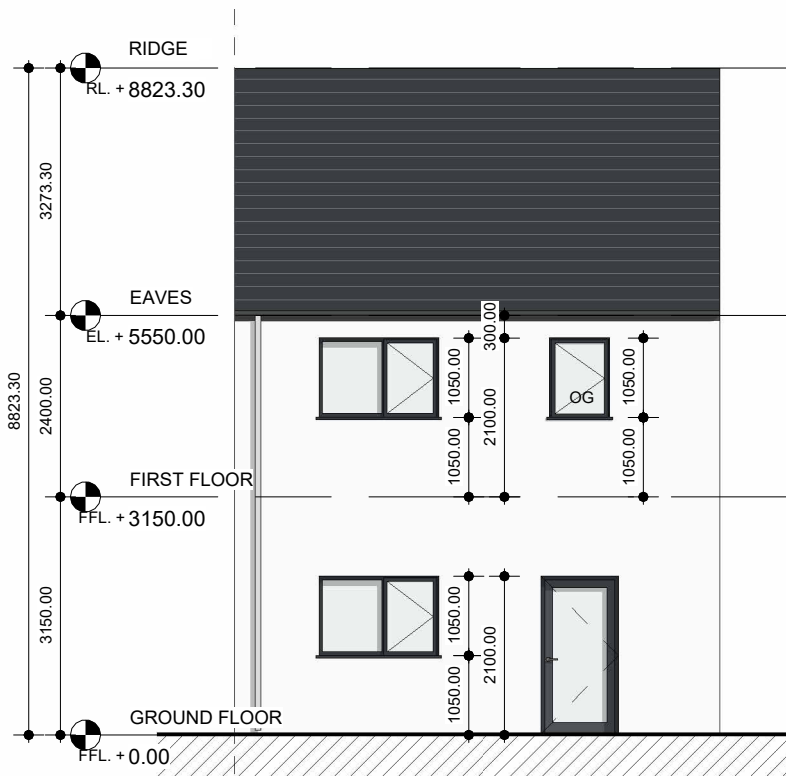 RIDGE
RL. + 8823.30
3273.30
EAVES
EL. + 5550.00
300.00
1050.00
2100.00
1050.00
OG
1050.00
1050.00
8823.30
2400.00
FIRST FLOOR
FFL. + 3150.00
3150.00
1050.00
2100.00
1050.00
GROUND FLOOR
FFL. + 0.00